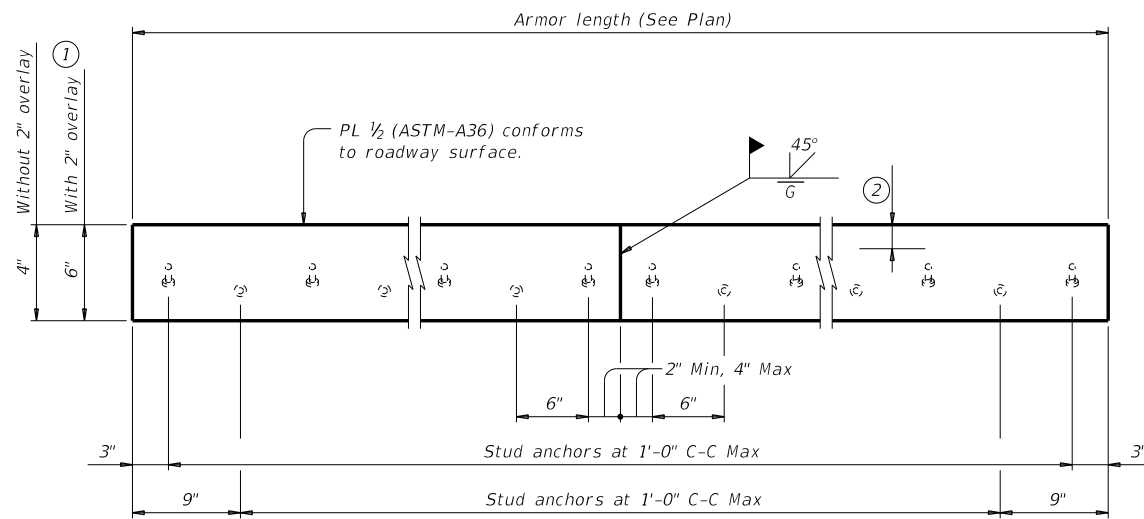 Armor length (See Plan)
1
Without 2" overlay
With 2" overlay
PL ½ (ASTM-A36) conforms
to roadway surface.
45°
G
2
4"
6"
2" Min, 4" Max
6"
6"
3"
Stud anchors at 1'-0" C-C Max
3"
9"
Stud anchors at 1'-0" C-C Max
9"